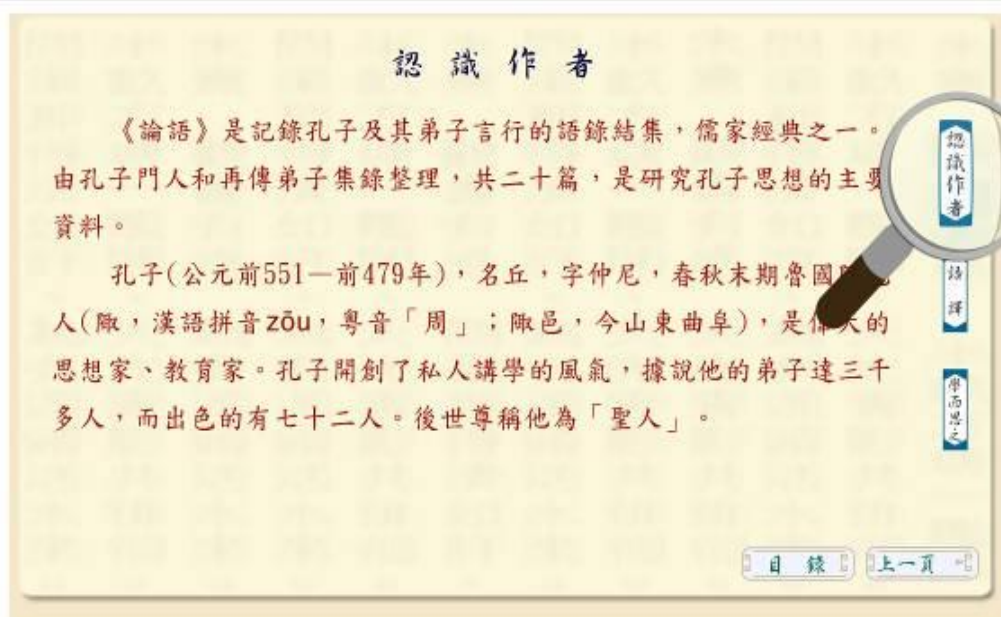 認識作者
《論語》是記錄孔子及其弟子言行的語錄結集,儒家經典之一。
由孔子門人和再傳弟子集錄整理,共二十篇,是研究孔子思想的主要
資料。
孔子(公元前551—前479年),名丘,字仲尼,春秋末期魯國
人(陬,漢語拼音zōu,粵音「周」;陬邑,今山東曲阜),是偉大的
思想家、教育家。孔子開創了私人講學的風氣,據說他的弟子達三千
多人,而出色的有七十二人。後世尊稱他為「聖人」。
認識作者
語譯
學而思之
目錄
上一頁